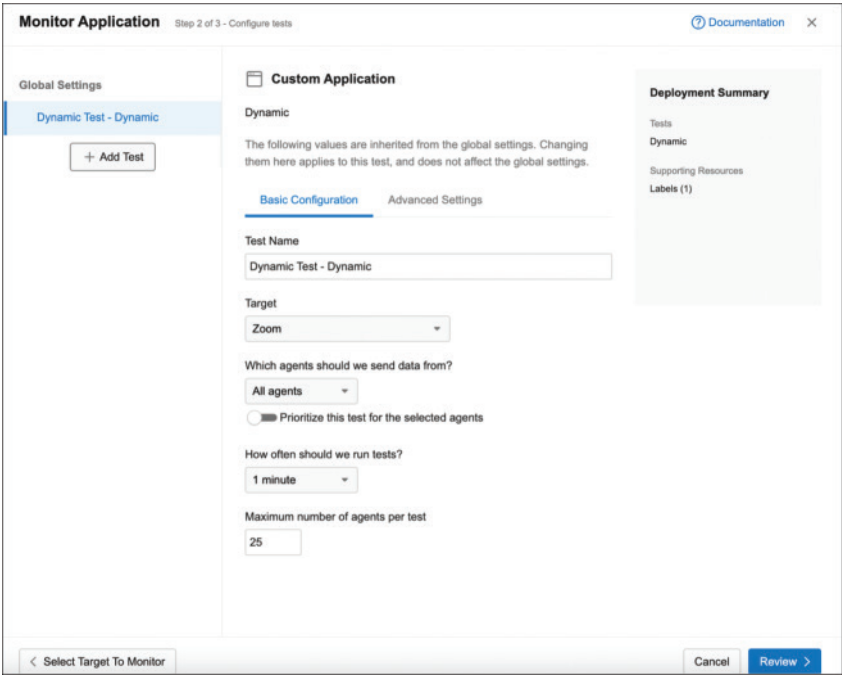 Monitor Application Step 2 of 3 - Configure tests
Documentation
Global Settings
Dynamic Test - Dynamic
+ Add Test
Custom Application
Dynamic
The following values are inherited from the global settings. Changing
them here applies to this test, and does not affect the global settings.
Basic Configuration Advanced Settings
Test Name
Dynamic Test - Dynamic
Target
Zoom
Which agents should we send data from?
All agents
Prioritize this test for the selected agents
How often should we run tests?
1 minute
Maximum number of agents per test
25
Deployment Summary
Tests
Dynamic
Supporting Resources
Labels (1)
< Select Target To Monitor
Cancel
Review >